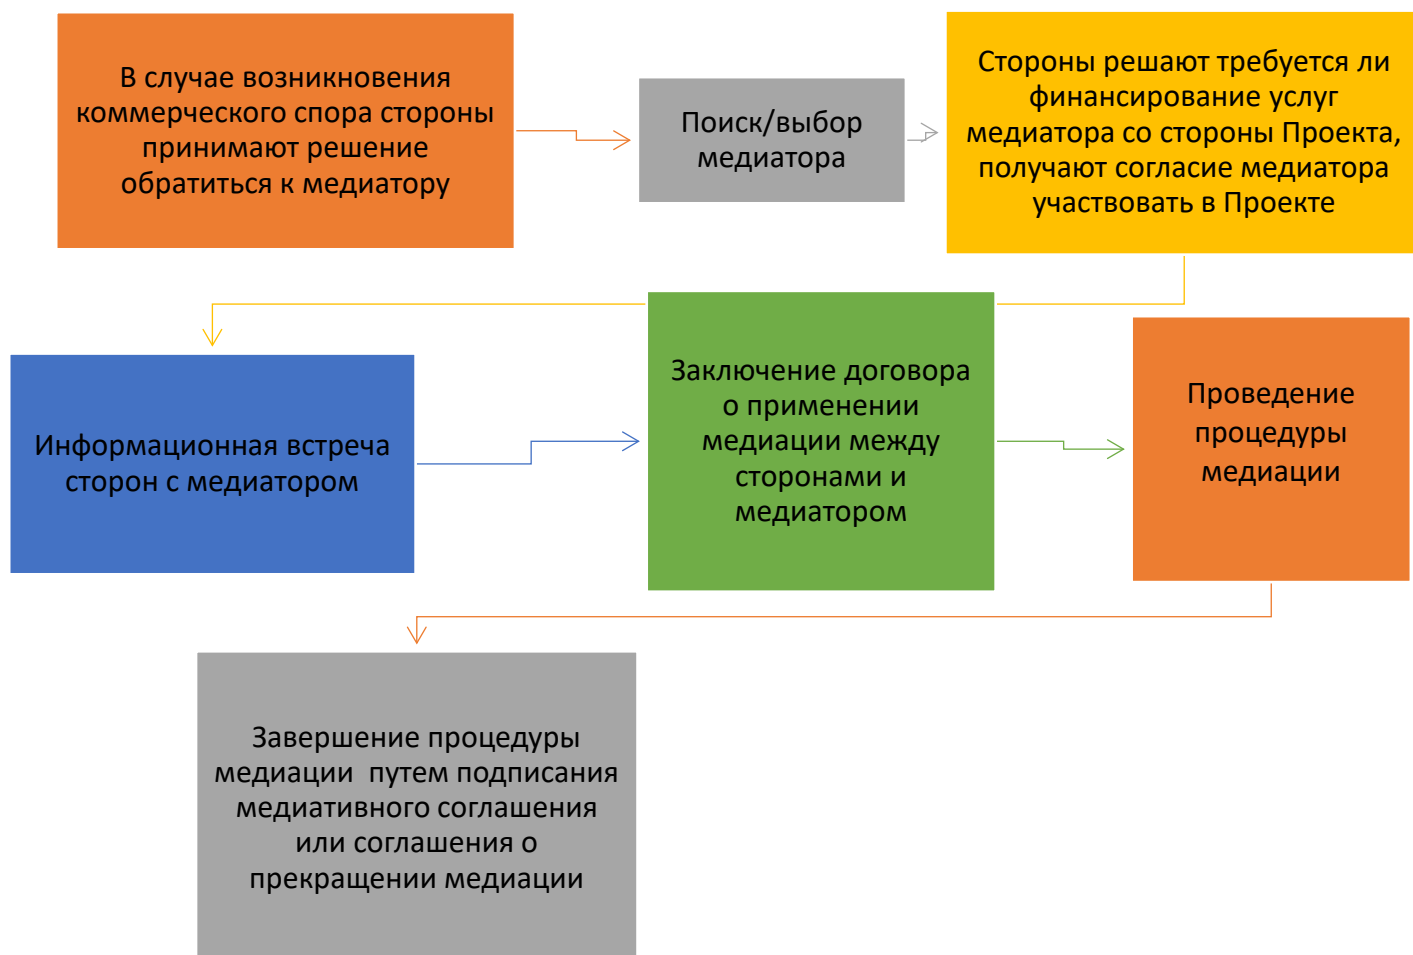 В случае возникновения
коммерческого спора стороны
принимают решение
обратиться к медиатору
Поиск/выбор
медиатора
Стороны решают требуется ли
финансирование услуг
медиатора со стороны Проекта,
получают согласие медиатора
участвовать в Проекте
Информационная встреча
сторон с медиатором
Заключение договора
о применении
медиации между
сторонами и
медиатором
Проведение
процедуры
медиации
Завершение процедуры
медиации  путем подписания
медиативного соглашения
или соглашения о
прекращении медиации